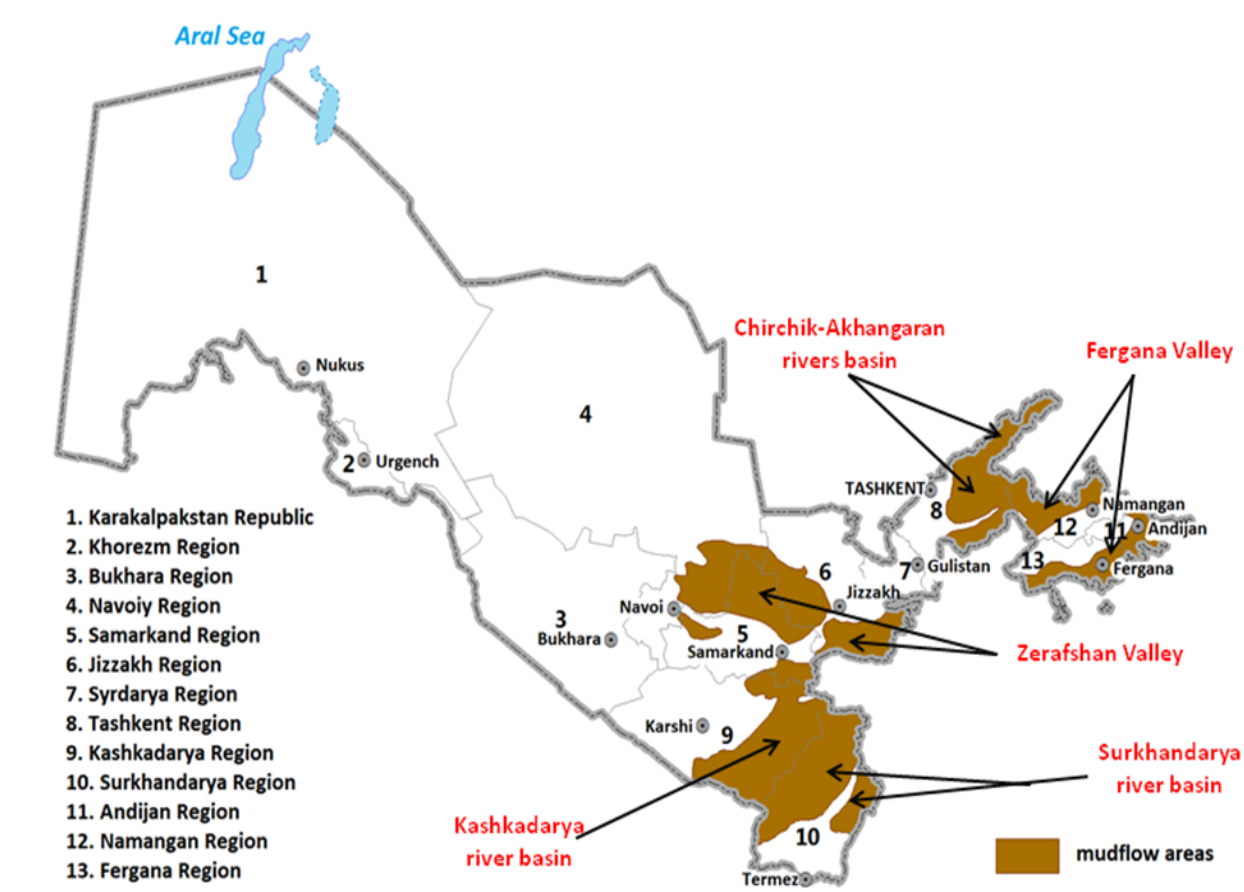 Aral Sea
1
Nukus
2
Urgench
4
Chirchik-Akhangaran
rivers basin
Fergana Valley
TASHKENT
8
Namangan
12
11
Andijan
13
Fergana
7
Gulistan
6
Jizzakh
Navoi
3
Bukhara
5
Samarkand
Zerafshan Valley
Karshi
9
Surkhandarya
river basin
Kashkadarya
river basin
10
Termez
mudflow areas
1. Karakalpakstan Republic
2. Khorezm Region
3. Bukhara Region
4. Navoiy Region
5. Samarkand Region
6. Jizzakh Region
7. Syrdarya Region
8. Tashkent Region
9. Kashkadarya Region
10. Surkhandarya Region
11. Andijan Region
12. Namangan Region
13. Fergana Region